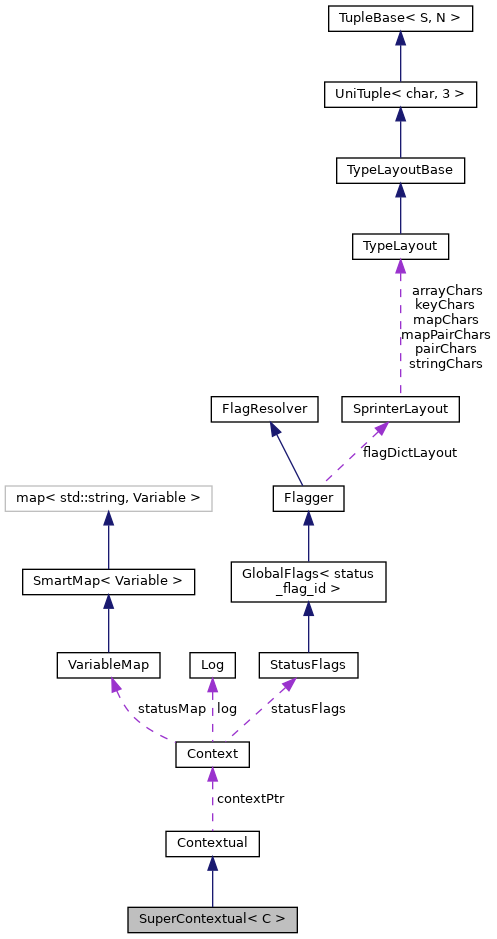 TupleBase< S, N >
UniTuple< char, 3 >
TypeLayoutBase
TypeLayout
arrayChars
keyChars
mapChars
mapPairChars
pairChars
stringChars
FlagResolver
SprinterLayout
flagDictLayout
map< std::string, Variable >
Flagger
SmartMap< Variable >
GlobalFlags< status
_flag_id >
VariableMap
Log
StatusFlags
statusMap
log
statusFlags
Context
contextPtr
Contextual
SuperContextual< C >